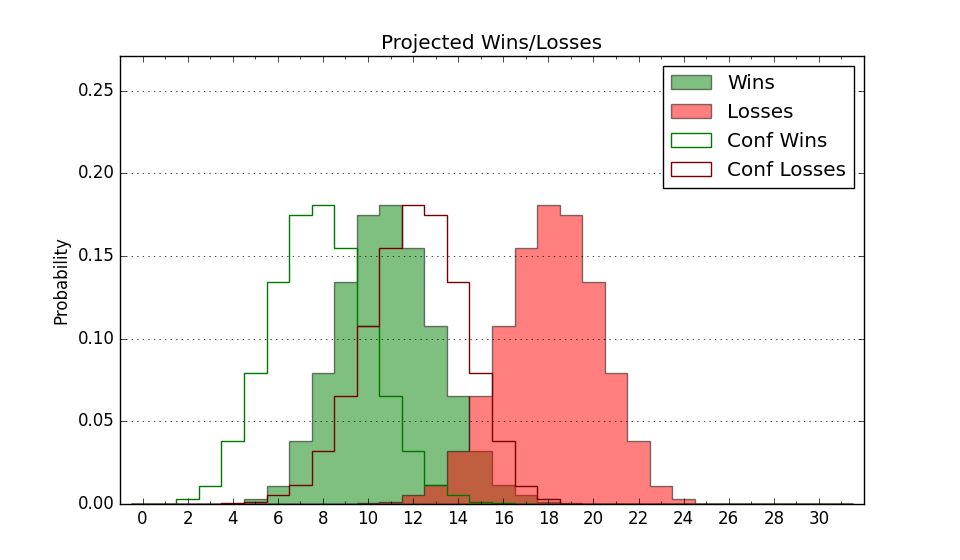 Projected Wins/Losses
Wins
Losses
Conf Wins
Conf Losses
Probability
0.25
0.20
0.15
0.10
0.05
0.00
0 2 4 6 8 10 12 14 16 18 20 22 24 26 28 30